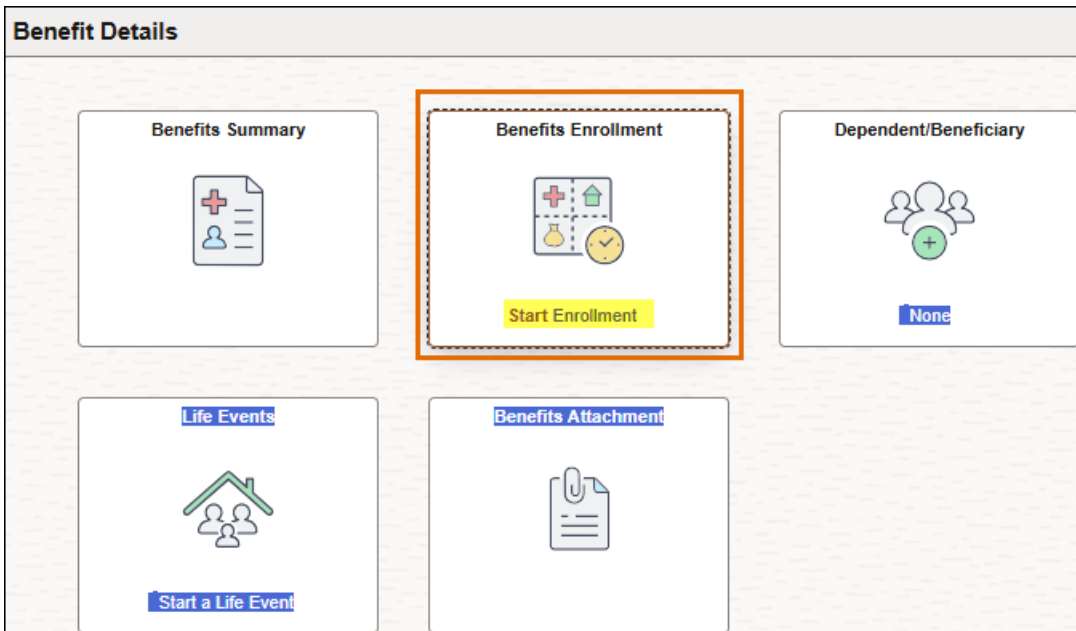 Benefit Details
Benefits Summary
Benefits Enrollment
Start Enrollment
Dependent/Beneficiary
None
Life Events
Start a Life Event
Benefits Attachment